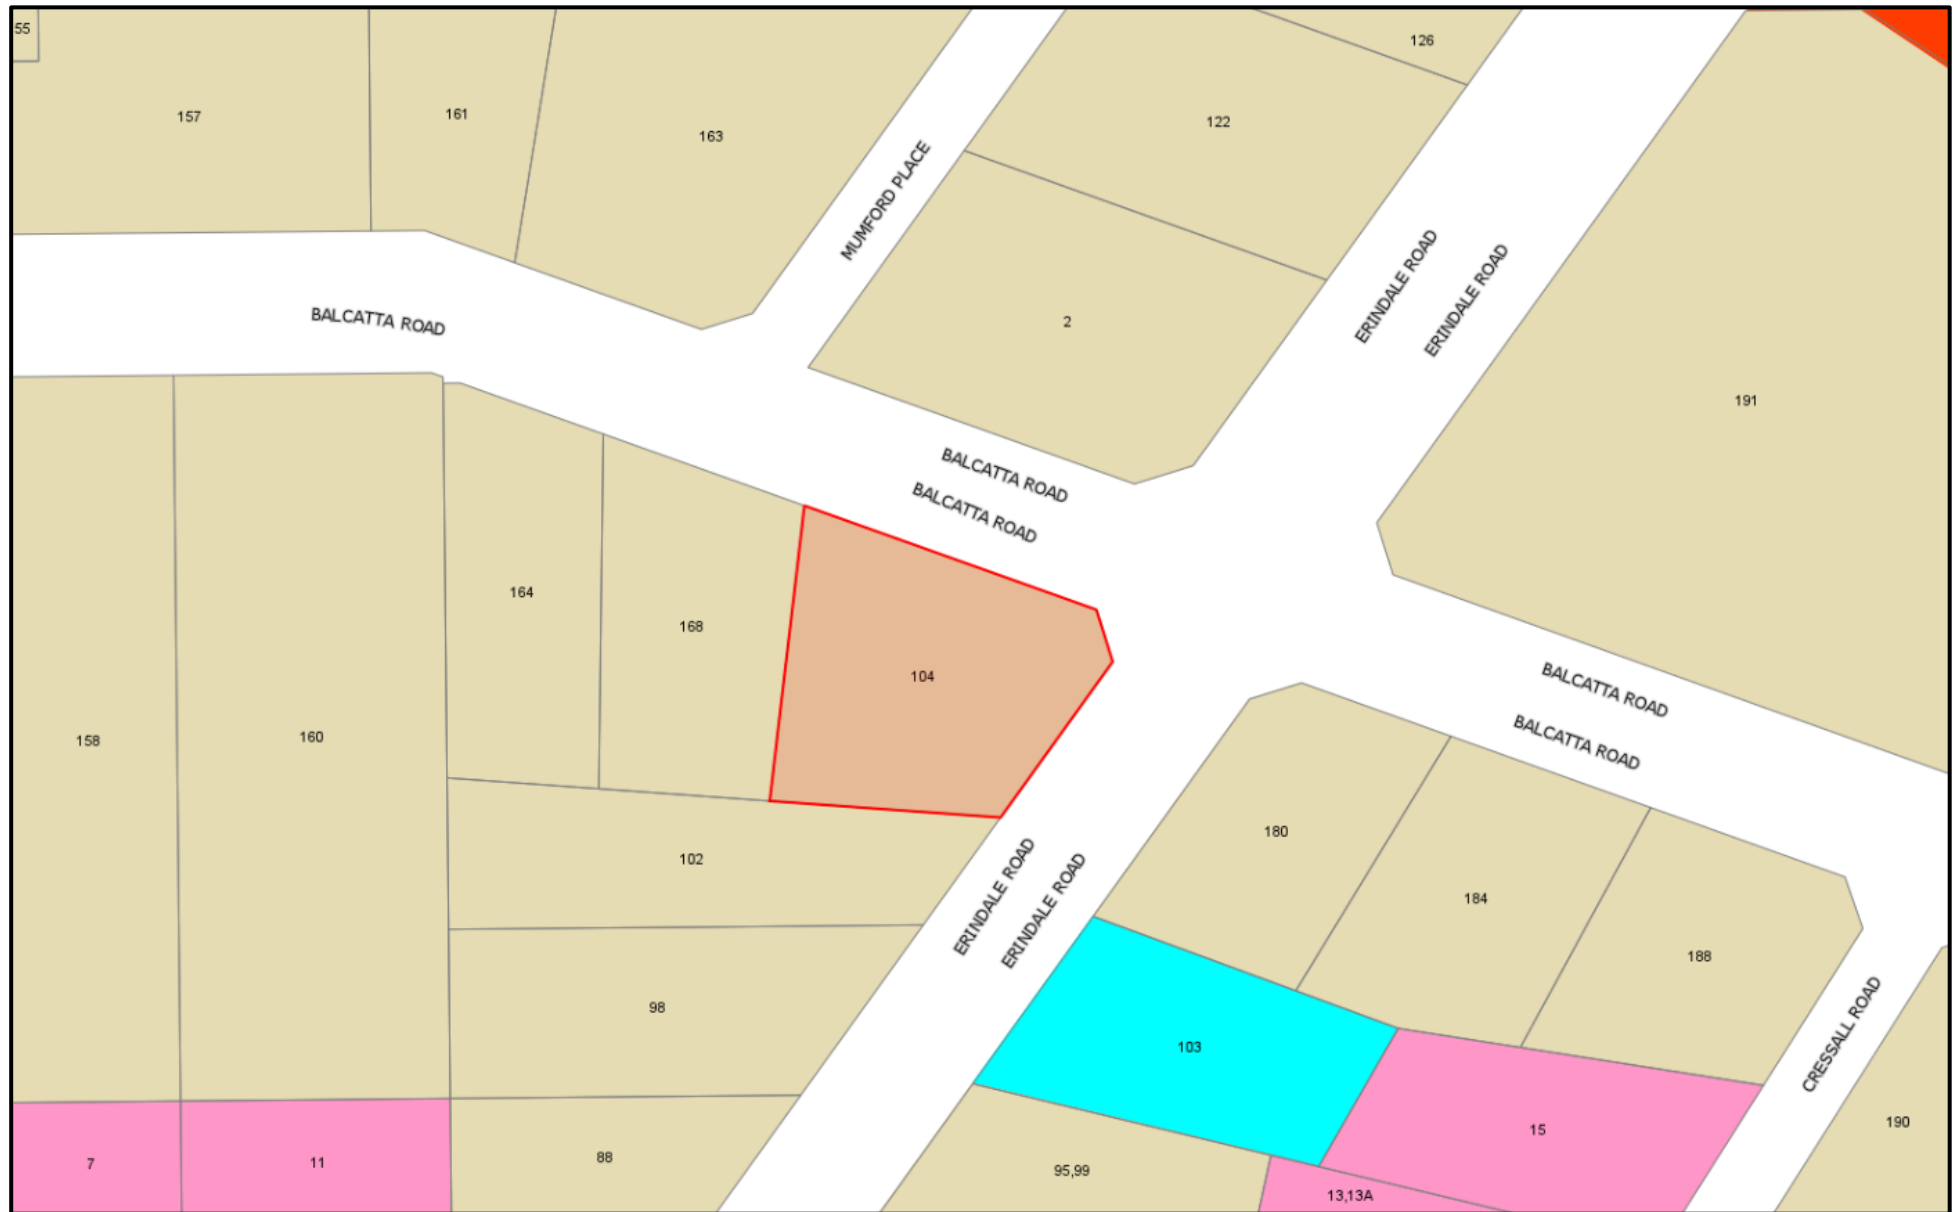 55
126
157
161
163
122
MUMFORD PLACE
ERINDALE ROAD
ERINDALE ROAD
BALCATTA ROAD
2
191
BALCATTA ROAD
BALCATTA ROAD
164
168
104
BALCATTA ROAD
BALCATTA ROAD
158
160
180
102
ERINDALE ROAD
ERINDALE ROAD
184
188
98
103
CRESSALL ROAD
190
15
7
11
88
95,99
13,13A